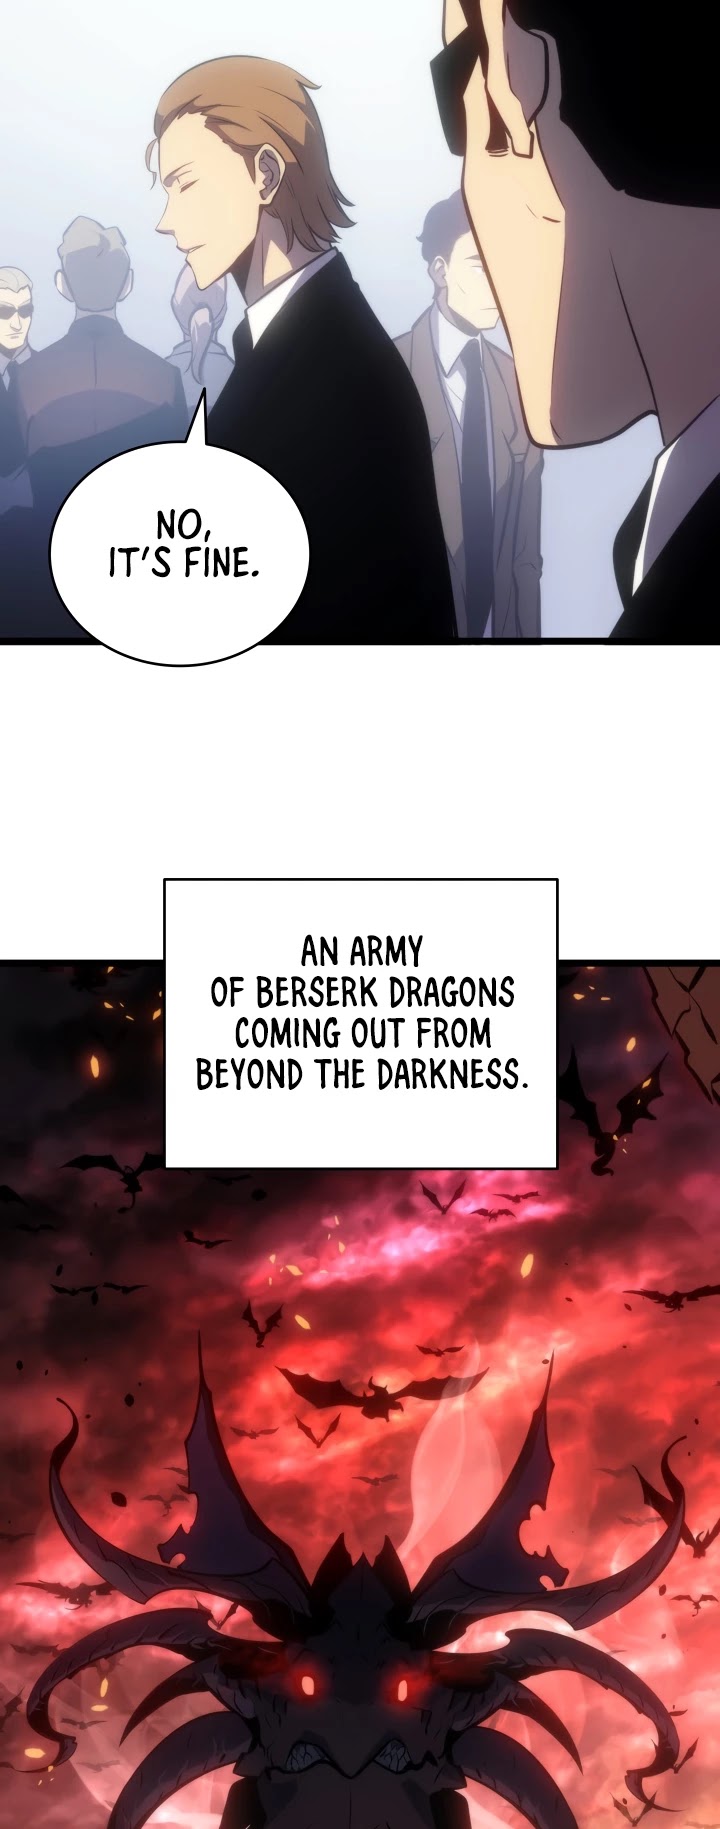 NO,
IT'S FINE.
AN ARMY
OF BERSERK DRAGONS
COMING OUT FROM
BEYOND THE DARKNESS.